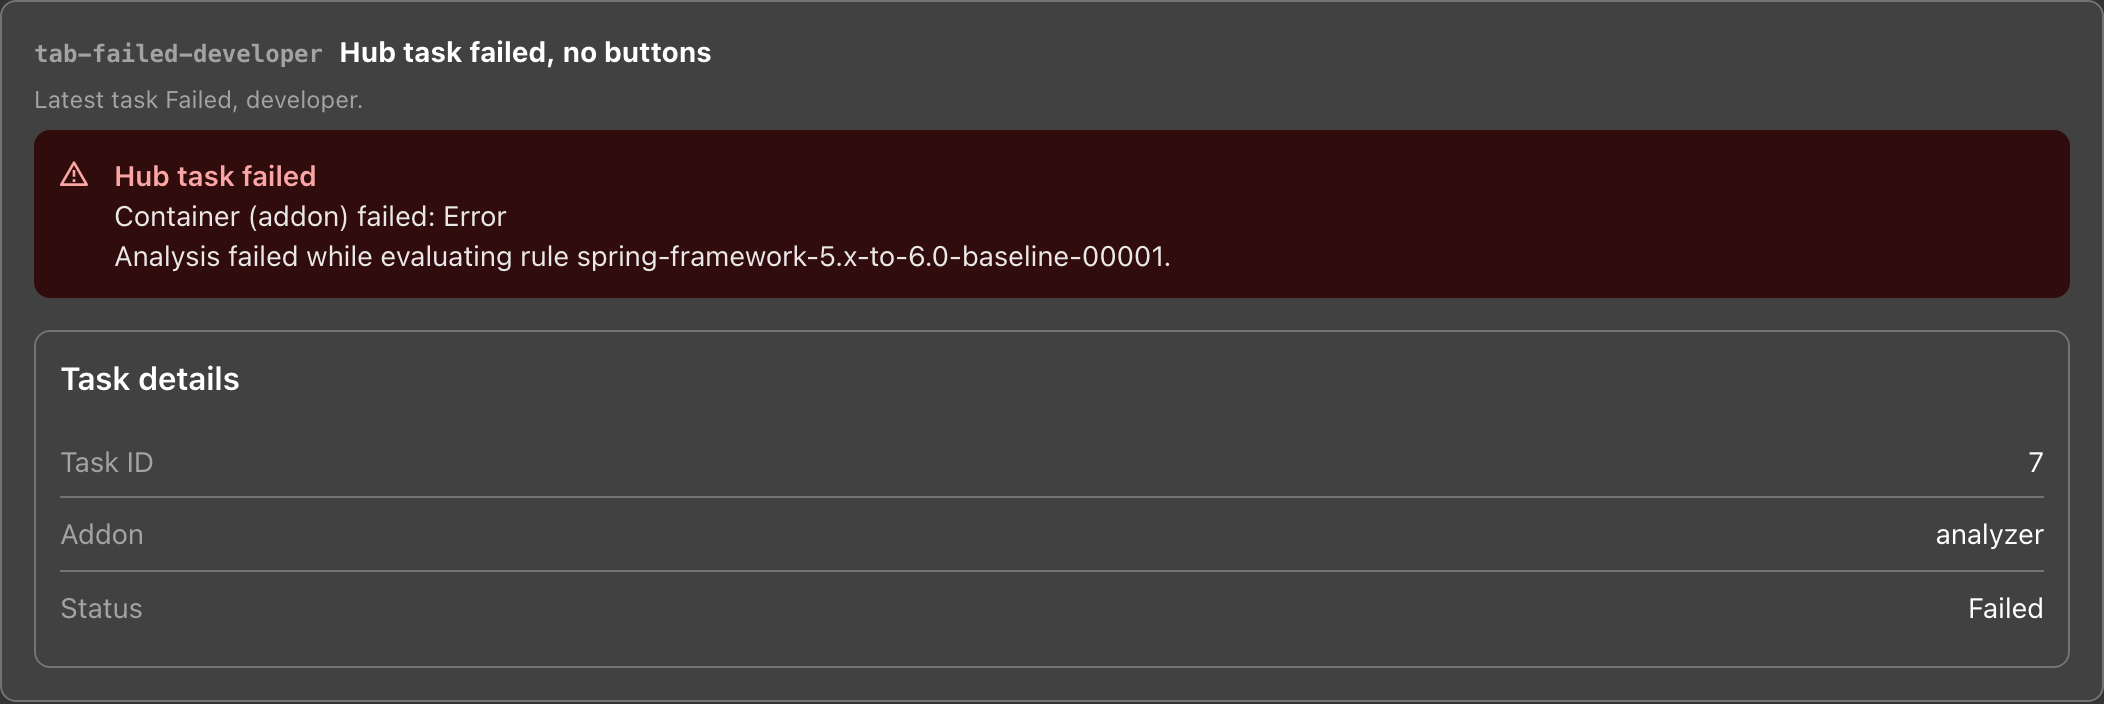 tab-failed-developer Hub task failed, no buttons
Latest task Failed, developer.
Hub task failed
Container (addon) failed: Error
Analysis failed while evaluating rule spring-framework-5.x-to-6.0-baseline-00001.
Task details
Task ID 7
Addon analyzer
Status Failed